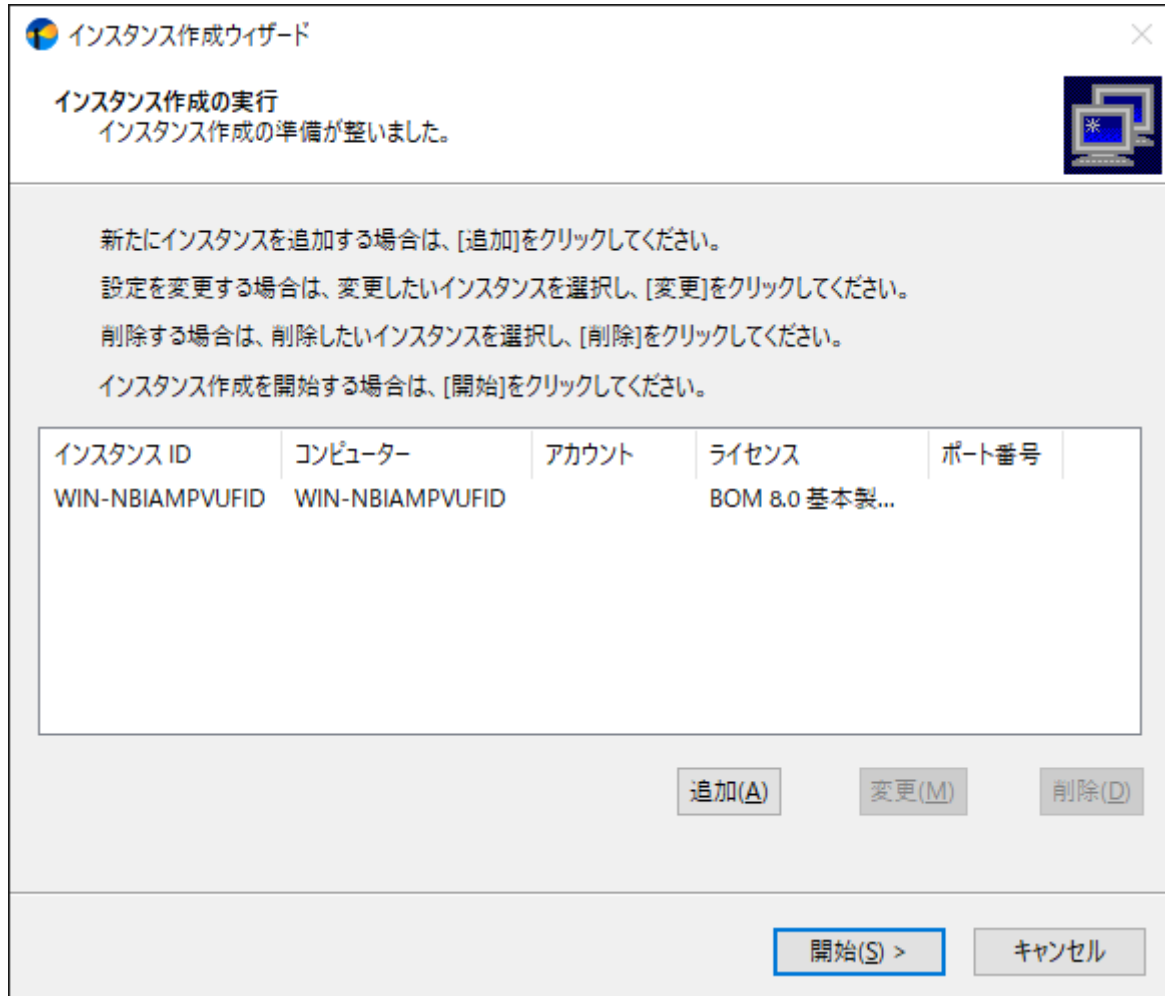 インスタンス作成ウィザード
インスタンス作成の実行
インスタンス作成の準備が整いました。
新たにインスタンスを追加する場合は、[追加]をクリックしてください。
設定を変更する場合は、変更したいインスタンスを選択し、[変更]をクリックしてください。
削除する場合は、削除したいインスタンスを選択し、[削除]をクリックしてください。
インスタンス作成を開始する場合は、[開始]をクリックしてください。
インスタンス ID コンピューター アカウント ライセンス ポート番号
WIN-NBIAMPVUFID WIN-NBIAMPVUFID BOM 8.0 基本製...
追加(A) 変更(M) 削除(D)
開始(S) > キャンセル